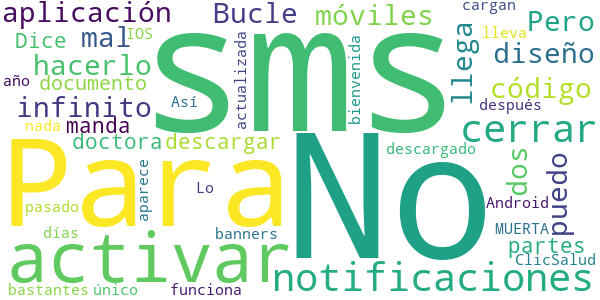 aplicación
Bucle
móviles
cargan
Pero
Dice
mal
IOS
sms
lleva
hacerlo
actualizada
bienvenida
llega
diseño
año
documento
Así
código
infinito
después
nada
manda
cerrar
doctora
descargar
Para
No
descargado
dos
puedo
aparece
Lo
Android
pasado
días
banners
MUERTA
partes
activar
notificaciones
ClicSalud
bastantes
único
funciona